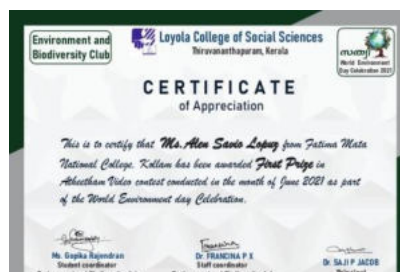 Environment and
Biodiversity Club
Loyola College of Social Sciences
Thiruvananthapuram, Kerala
World Environment
Day Celebration 2021
CERTIFICATE
of Appreciation
This is to certify that Ms. Alen Savio Lopuz from Fatima Mata
National College, Kollam has been awarded First Prize in
Atheetham Video contest conducted in the month of June 2021 as part
of the World Environment day Celebration.
Ms. Gopika Rajendran
Student coordinator
Dr. FRANCINA P X
Staff coordinator
Dr. SAJI P JACOB